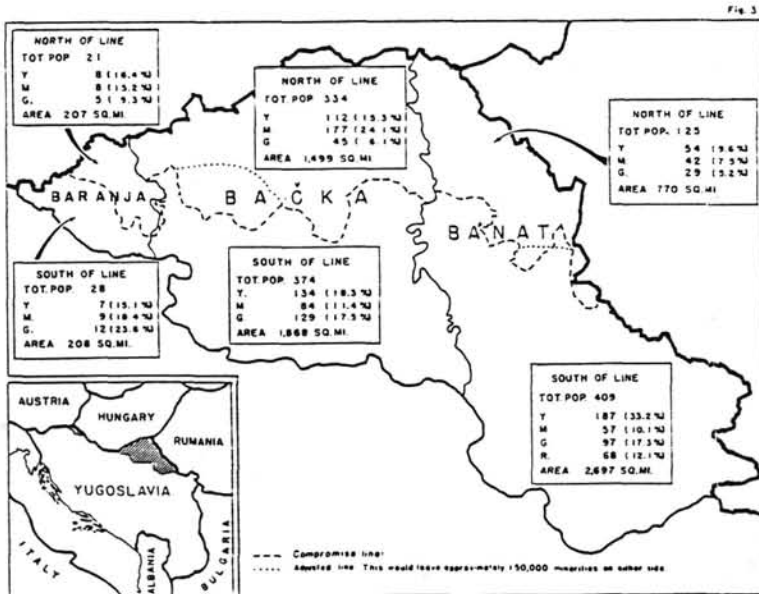 Fig. 3
NORTH OF LINE
TOT. POP 21
Y 8 (16.4%)
M 8 (15.2%)
G. 5 (9.3%)
AREA 207 SQ.MI.
NORTH OF LINE
TOT. POP 334
Y 112 (15.3%)
M 177 (24.1%)
G 45 (6.1%)
AREA 1,499 SQ.MI.
NORTH OF LINE
TOT POP. 125
Y 54 (9.6%)
M 42 (7.5%)
G. 29 (5.2%)
AREA 770 SQ.MI
BARANJA
BAČKA
BANAT
SOUTH OF LINE
TOT. POP. 28
Y. 7 (15.1%)
M. 9 (18.4%)
G. 12 (23.6%)
AREA 208 SQ.MI.
SOUTH OF LINE
TOT. POP. 374
Y. 134 (18.3%)
M 84 (11.4%)
G 129 (17.5%)
AREA 1,868 SQ.MI.
SOUTH OF LINE
TOT. POP. 409
Y 187 (33.2%)
M 57 (10.1%)
G 97 (17.3%)
R. 68 (12.1%)
AREA 2,697 SQ.MI.
AUSTRIA
HUNGARY
RUMANIA
YUGOSLAVIA
ITALY
ALBANIA
BULGARIA
Compromise line
Adjusted line This would leave approximately 150,000 minorities on either side